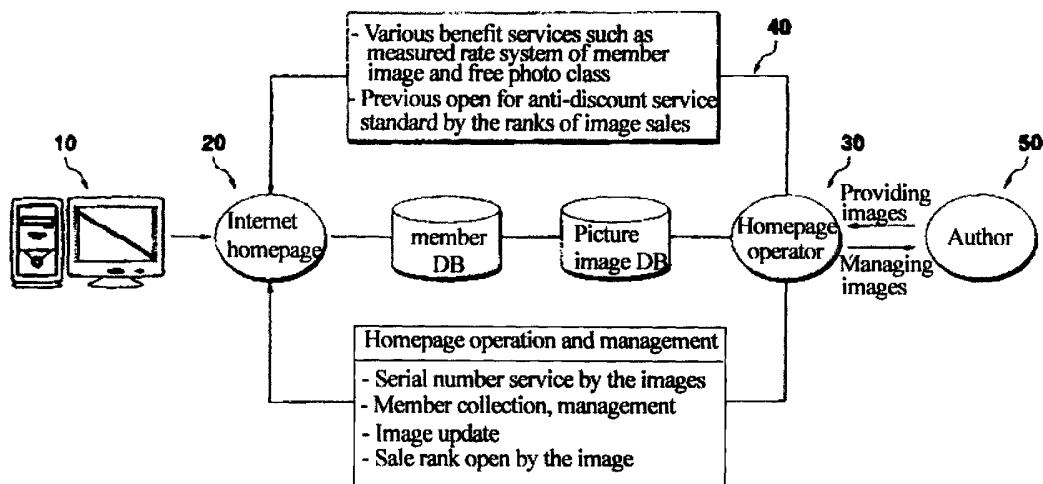 - Various benefit services such as
measured rate system of member
image and free photo class
- Previous open for anti-discount service
standard by the ranks of image sales
40
10
20
30
50
Internet
homepage
member
DB
Picture
image DB
Homepage
operator
Providing
images
Managing
images
Author
Homepage operation and management
- Serial number service by the images
- Member collection, management
- Image update
- Sale rank open by the image